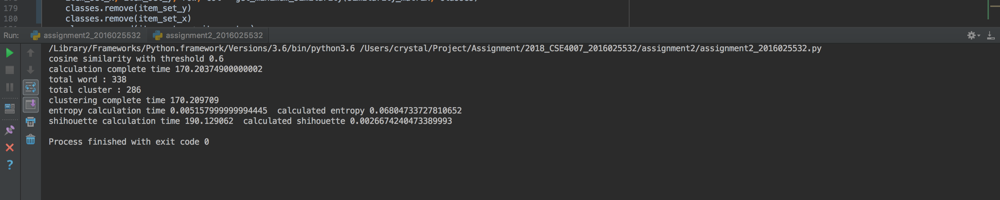 179 classes.remove(item_set_y)
180 classes.remove(item_set_x)
Run: assignment2_2016025532 assignment2_2016025532
/Library/Frameworks/Python.framework/Versions/3.6/bin/python3.6 /Users/crystal/Project/Assignment/2018_CSE4007_2016025532/assignment2/assignment2_2016025532.py
cosine similarity with threshold 0.6
calculation complete time 170.20374900000002
total word : 338
total cluster : 286
clustering complete time 170.209709
entropy calculation time 0.005157999999994445  calculated entropy 0.06804733727810652
shihouette calculation time 190.129062  calculated shihouette 0.0026674240473389993
Process finished with exit code 0